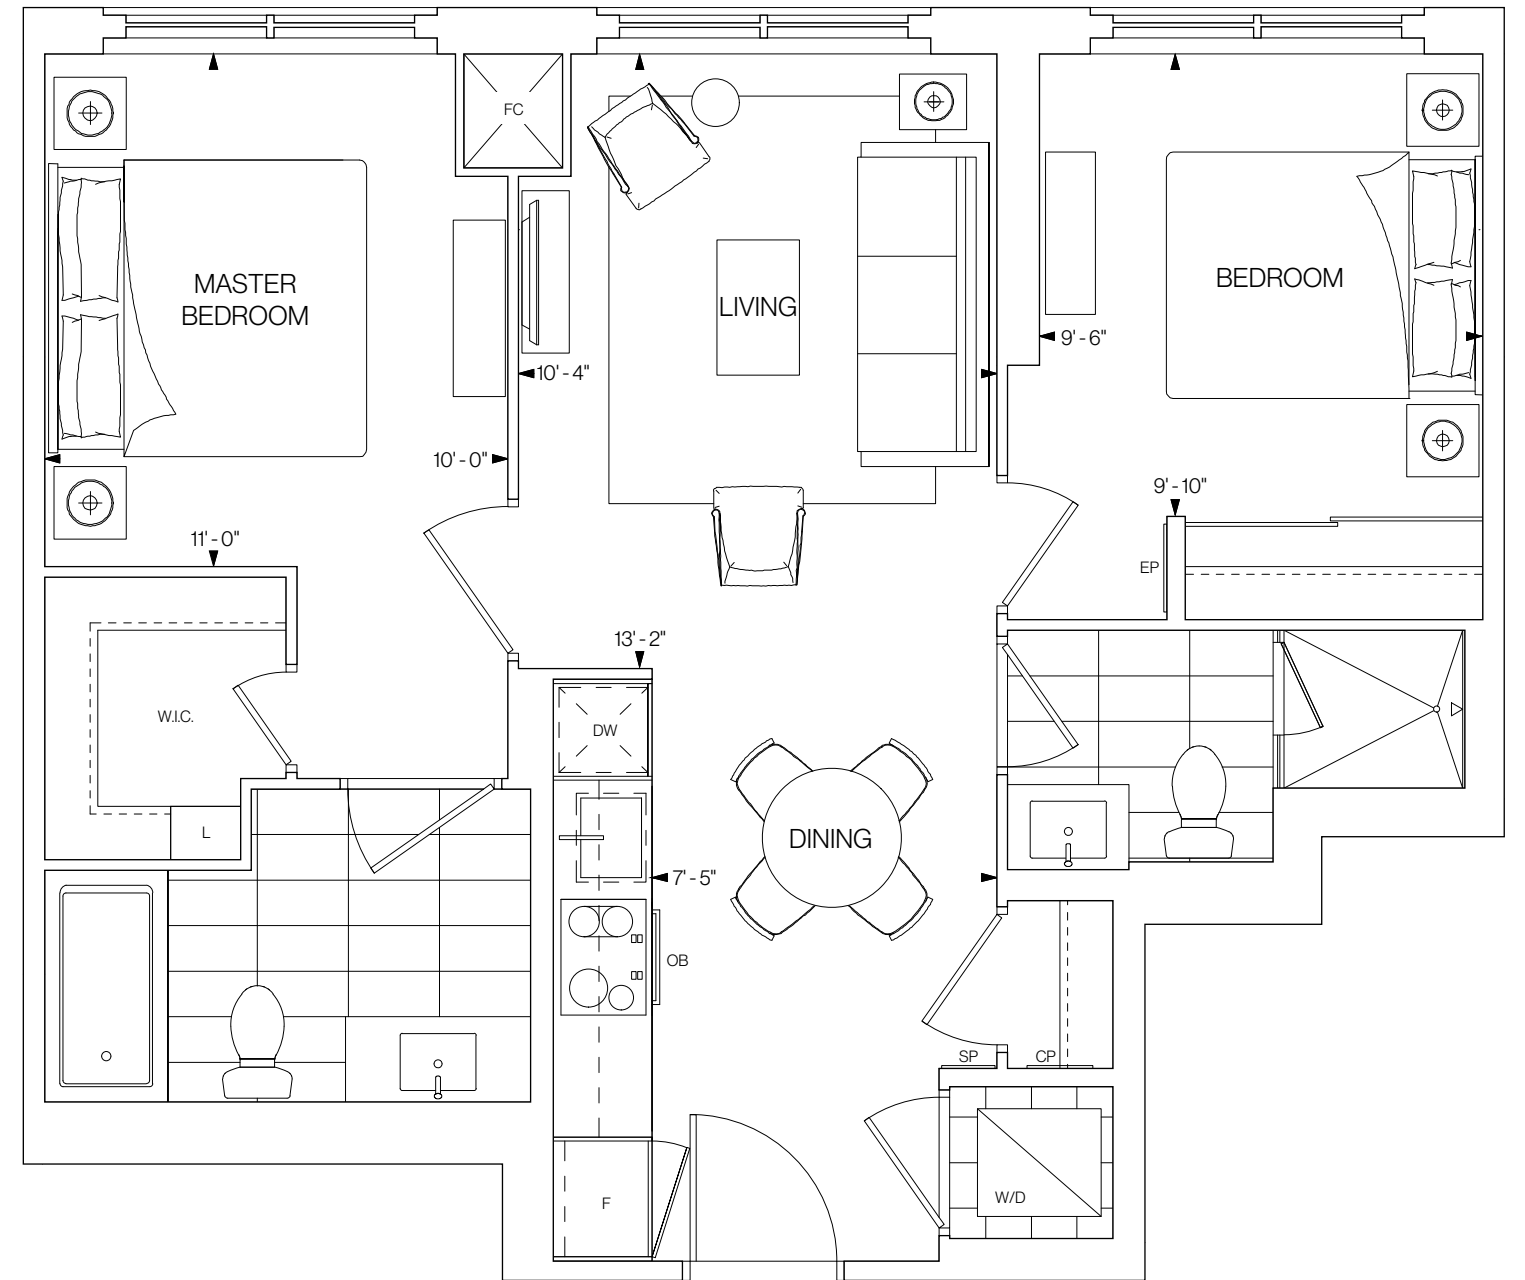 FC
MASTER
BEDROOM
LIVING
BEDROOM
9'-6"
10'-4"
10'-0"
9'-10"
11'-0"
EP
13'-2"
W.I.C.
DW
L
DINING
7'-5"
OB
SP
CP
W/D
F